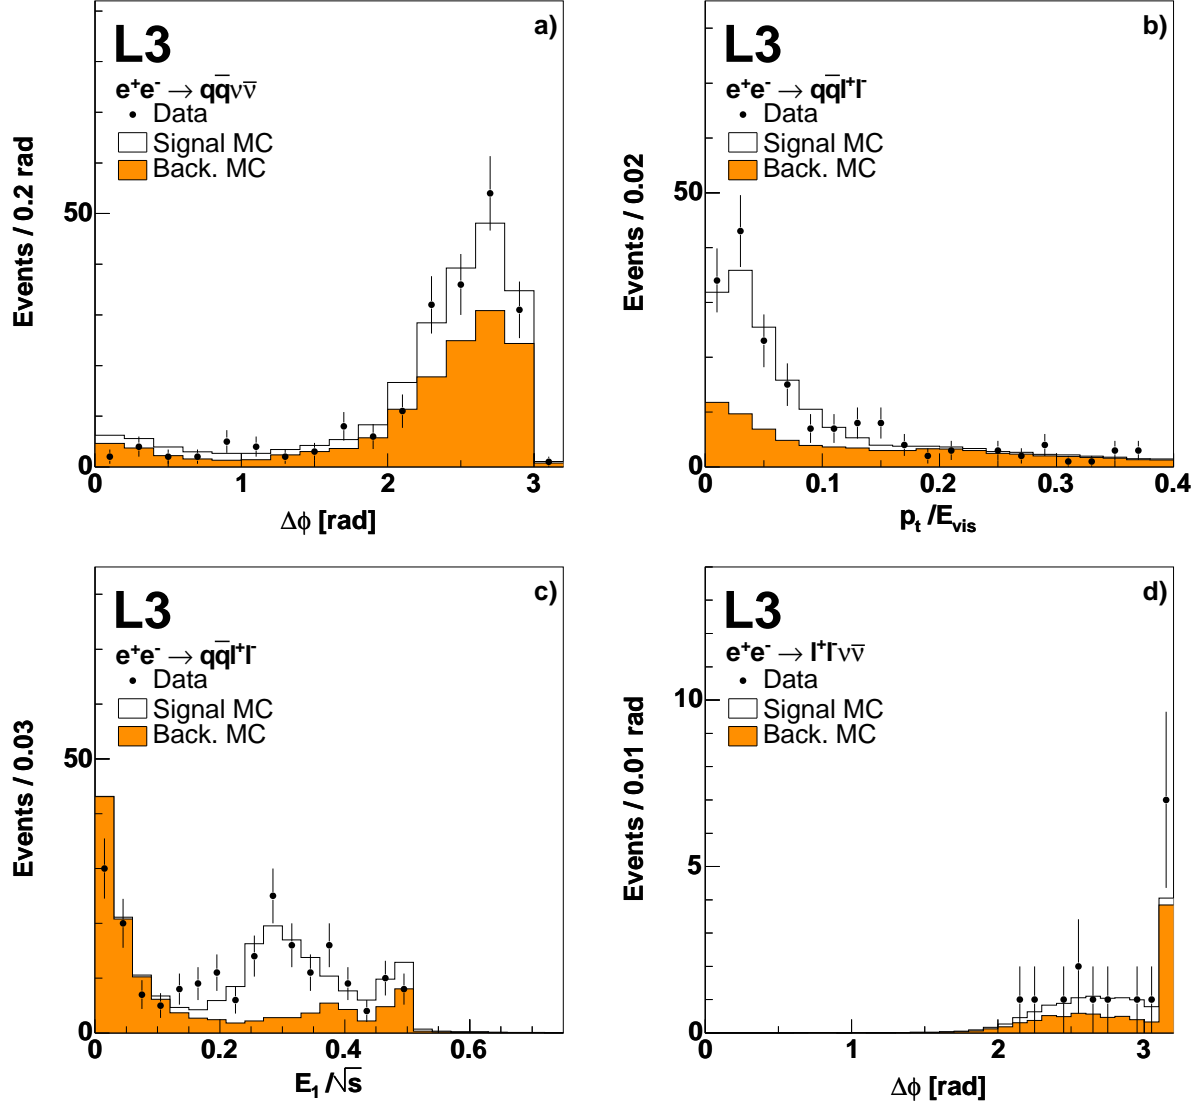 a)
L3
e⁺e⁻ → qq̅νν̅
Data
Signal MC
Back. MC
Events / 0.2 rad
50
0
0 1 2 3
Δϕ [rad]
b)
L3
e⁺e⁻ → qq̅l⁺l⁻
Data
Signal MC
Back. MC
Events / 0.02
50
0
0 0.1 0.2 0.3 0.4
pₜ /E_vis
c)
L3
e⁺e⁻ → qq̅l⁺l⁻
Data
Signal MC
Back. MC
Events / 0.03
50
0
0 0.2 0.4 0.6
E₁ /√s
d)
L3
e⁺e⁻ → l⁺l⁻νν̅
Data
Signal MC
Back. MC
Events / 0.01 rad
10
5
0
0 1 2 3
Δϕ [rad]